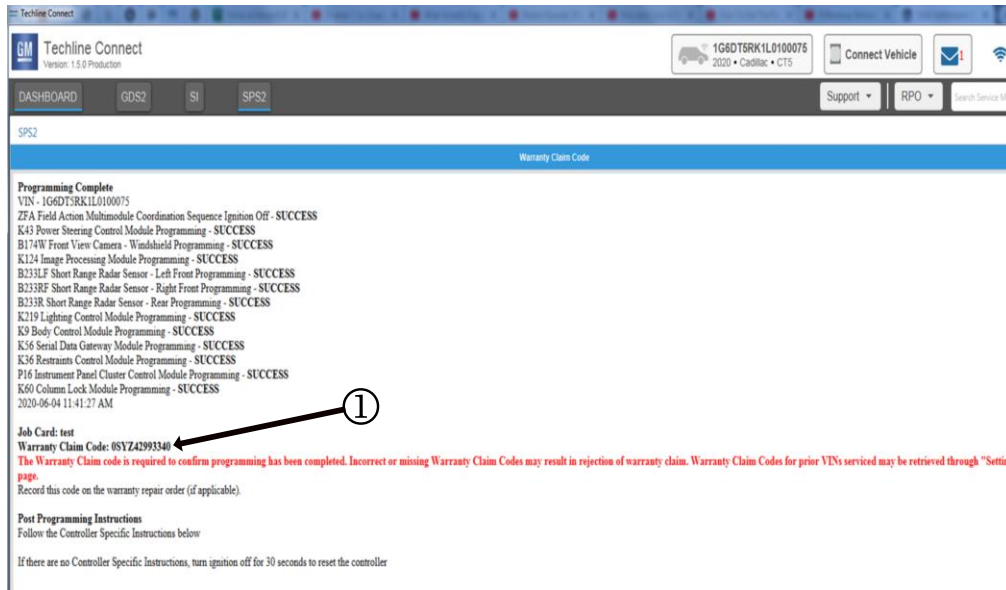 Techline Connect
GM Techline Connect
Version: 1.5.0 Production
1G6DT5RK1L0100075
2020 • Cadillac • CT5
Connect Vehicle
1
DASHBOARD GDS2 SI SPS2
Support RPO Search Service M
SPS2
Warranty Claim Code
Programming Complete
VIN - 1G6DT5RK1L0100075
ZFA Field Action Multimodule Coordination Sequence Ignition Off - SUCCESS
K43 Power Steering Control Module Programming - SUCCESS
B174W Front View Camera - Windshield Programming - SUCCESS
K124 Image Processing Module Programming - SUCCESS
B233LF Short Range Radar Sensor - Left Front Programming - SUCCESS
B233RF Short Range Radar Sensor - Right Front Programming - SUCCESS
B233R Short Range Radar Sensor - Rear Programming - SUCCESS
K219 Lighting Control Module Programming - SUCCESS
K9 Body Control Module Programming - SUCCESS
K56 Serial Data Gateway Module Programming - SUCCESS
K36 Restraints Control Module Programming - SUCCESS
P16 Instrument Panel Cluster Control Module Programming - SUCCESS
K60 Column Lock Module Programming - SUCCESS
2020-06-04 11:41:27 AM
①
Job Card: test
Warranty Claim Code: 0SYZ42993340
The Warranty Claim code is required to confirm programming has been completed. Incorrect or missing Warranty Claim Codes may result in rejection of warranty claim. Warranty Claim Codes for prior VINs serviced may be retrieved through "Settin
page.
Record this code on the warranty repair order (if applicable).
Post Programming Instructions
Follow the Controller Specific Instructions below
If there are no Controller Specific Instructions, turn ignition off for 30 seconds to reset the controller